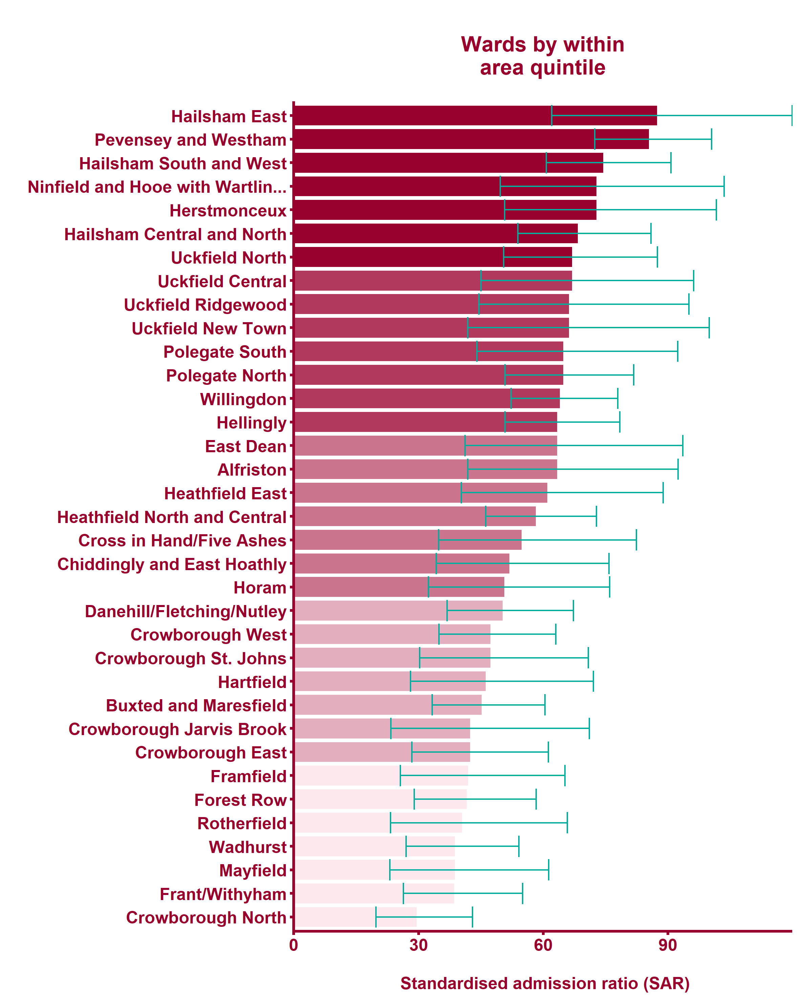 Wards by within
area quintile
Hailsham East
Pevensey and Westham
Hailsham South and West
Ninfield and Hooe with Wartlin...
Herstmonceux
Hailsham Central and North
Uckfield North
Uckfield Central
Uckfield Ridgewood
Uckfield New Town
Polegate South
Polegate North
Willingdon
Hellingly
East Dean
Alfriston
Heathfield East
Heathfield North and Central
Cross in Hand/Five Ashes
Chiddingly and East Hoathly
Horam
Danehill/Fletching/Nutley
Crowborough West
Crowborough St. Johns
Hartfield
Buxted and Maresfield
Crowborough Jarvis Brook
Crowborough East
Framfield
Forest Row
Rotherfield
Wadhurst
Mayfield
Frant/Withyham
Crowborough North
0 30 60 90
Standardised admission ratio (SAR)